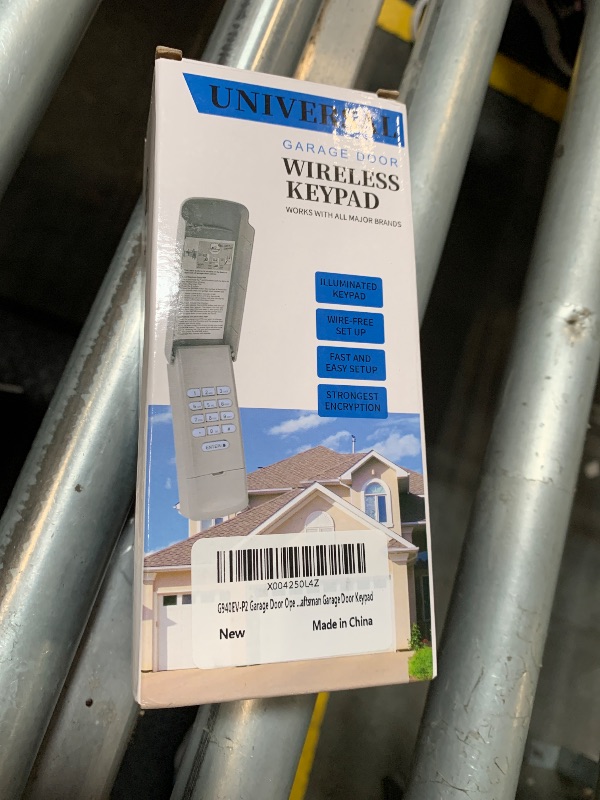 UNIVERSAL
GARAGE DOOR
WIRELESS
KEYPAD
WORKS WITH ALL MAJOR BRANDS
ILLUMINATED
KEYPAD
WIRE-FREE
SET UP
FAST AND
EASY SETUP
STRONGEST
ENCRYPTION
X004250L4Z
G940EV-P2 Garage Door Ope ...aftsman Garage Door Keypad
New
Made in China